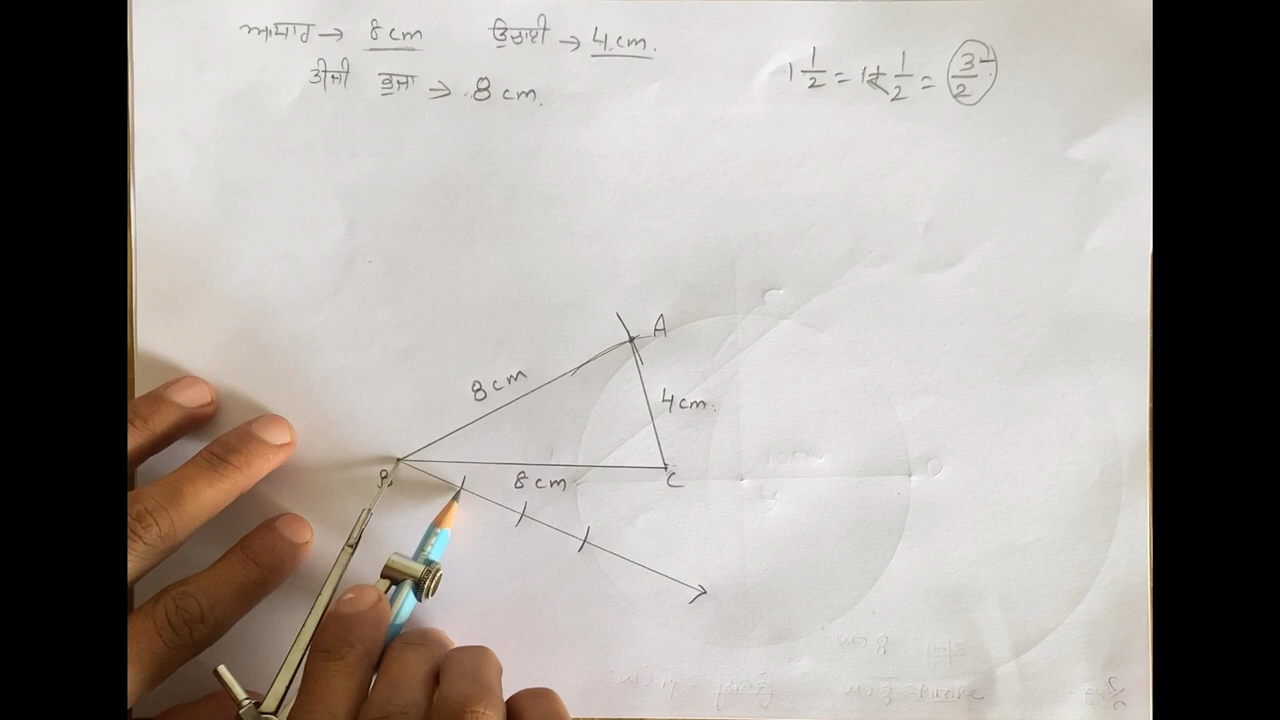 ਆਧਾਰ → 8 cm ਉਚਾਈ → 4 cm.
ਤੀਜੀ ਭੁਜਾ → 8 cm.
1 1/2 = 1 + 1/2 = 3/2
A
8 cm
4 cm.
B
8 cm
C